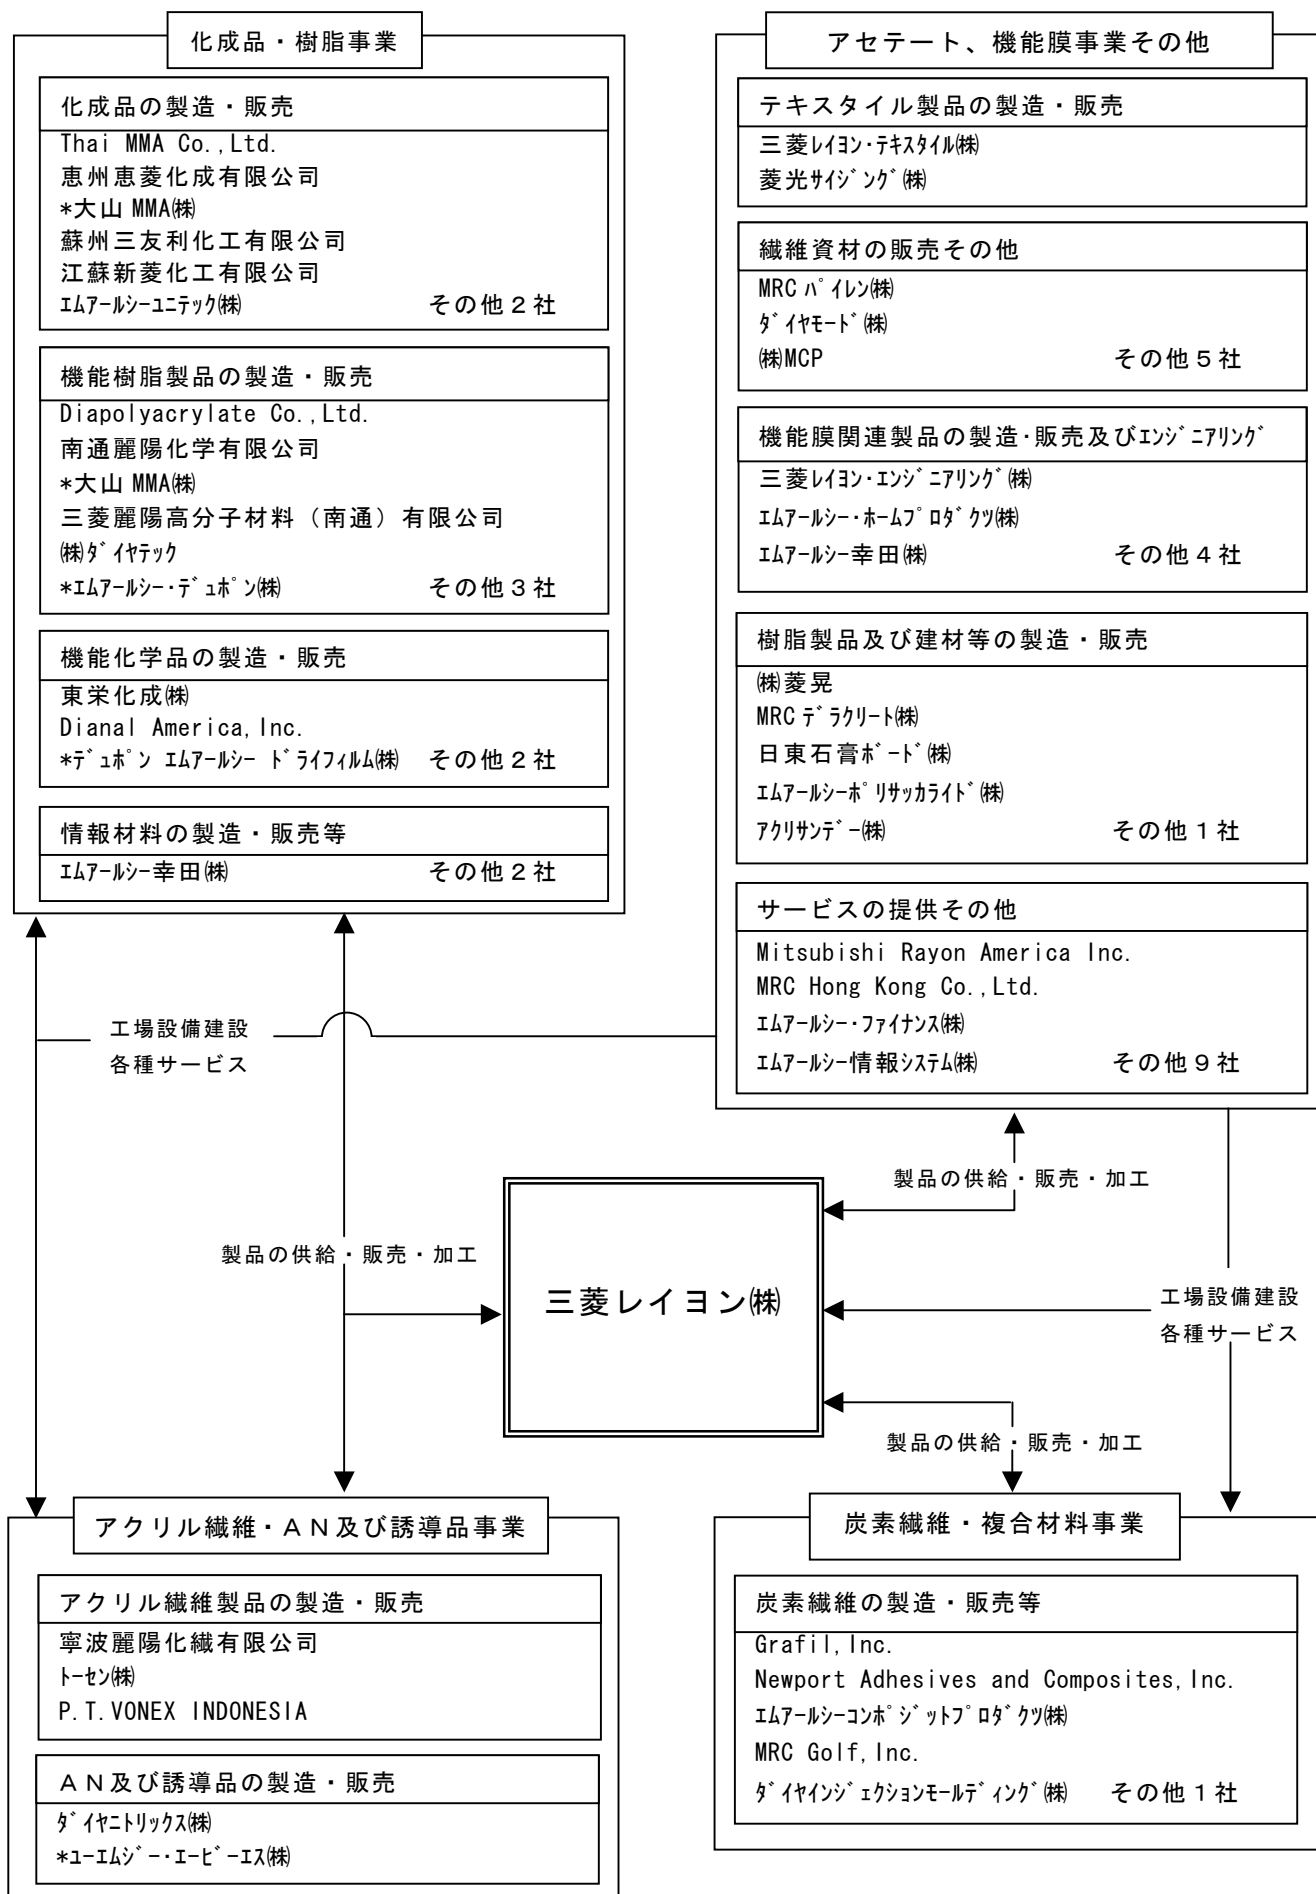 化成品・樹脂事業
化成品の製造・販売
Thai MMA Co.,Ltd.
恵州恵菱化成有限公司
*大山 MMA㈱
蘇州三友利化工有限公司
江蘇新菱化工有限公司
ｴﾑｱｰﾙｼｰﾕﾆﾃｯｸ㈱ その他２社
機能樹脂製品の製造・販売
Diapolyacrylate Co.,Ltd.
南通麗陽化学有限公司
*大山 MMA㈱
三菱麗陽高分子材料（南通）有限公司
㈱ﾀﾞｲﾔﾃｯｸ
*ｴﾑｱｰﾙｼｰ･ﾃﾞｭﾎﾟﾝ㈱ その他３社
機能化学品の製造・販売
東栄化成㈱
Dianal America,Inc.
*ﾃﾞｭﾎﾟﾝ ｴﾑｱｰﾙｼｰ ﾄﾞﾗｲﾌｨﾙﾑ㈱ その他２社
情報材料の製造・販売等
ｴﾑｱｰﾙｼｰ幸田㈱ その他２社
アセテート、機能膜事業その他
テキスタイル製品の製造・販売
三菱ﾚｲﾖﾝ･ﾃｷｽﾀｲﾙ㈱
菱光ｻｲｼﾞﾝｸﾞ㈱
繊維資材の販売その他
MRC ﾊﾟｲﾚﾝ㈱
ﾀﾞｲﾔﾓｰﾄﾞ㈱
㈱MCP その他５社
機能膜関連製品の製造･販売及びｴﾝｼﾞﾆｱﾘﾝｸﾞ
三菱ﾚｲﾖﾝ･ｴﾝｼﾞﾆｱﾘﾝｸﾞ㈱
ｴﾑｱｰﾙｼｰ･ﾎｰﾑﾌﾟﾛﾀﾞｸﾂ㈱
ｴﾑｱｰﾙｼｰ幸田㈱ その他４社
樹脂製品及び建材等の製造・販売
㈱菱晃
MRC ﾃﾞﾗｸﾘｰﾄ㈱
日東石膏ﾎﾞｰﾄﾞ㈱
ｴﾑｱｰﾙｼｰﾎﾟﾘｻｯｶﾗｲﾄﾞ㈱
ｱｸﾘｻﾝﾃﾞｰ㈱ その他１社
サービスの提供その他
Mitsubishi Rayon America Inc.
MRC Hong Kong Co.,Ltd.
ｴﾑｱｰﾙｼｰ･ﾌｧｲﾅﾝｽ㈱
ｴﾑｱｰﾙｼｰ情報ｼｽﾃﾑ㈱ その他９社
工場設備建設
各種サービス
製品の供給・販売・加工
製品の供給・販売・加工
三菱レイヨン㈱
工場設備建設
各種サービス
製品の供給・販売・加工
アクリル繊維・ＡＮ及び誘導品事業
アクリル繊維製品の製造・販売
寧波麗陽化繊有限公司
ﾄｰｾﾝ㈱
P.T.VONEX INDONESIA
ＡＮ及び誘導品の製造・販売
ﾀﾞｲﾔﾆﾄﾘｯｸｽ㈱
*ﾕｰｴﾑｼﾞｰ･ｴｰﾋﾞｰｴｽ㈱
炭素繊維・複合材料事業
炭素繊維の製造・販売等
Grafil,Inc.
Newport Adhesives and Composites,Inc.
ｴﾑｱｰﾙｼｰｺﾝﾎﾟｼﾞｯﾄﾌﾟﾛﾀﾞｸﾂ㈱
MRC Golf,Inc.
ﾀﾞｲﾔｲﾝｼﾞｪｸｼｮﾝﾓｰﾙﾃﾞｨﾝｸﾞ㈱ その他１社